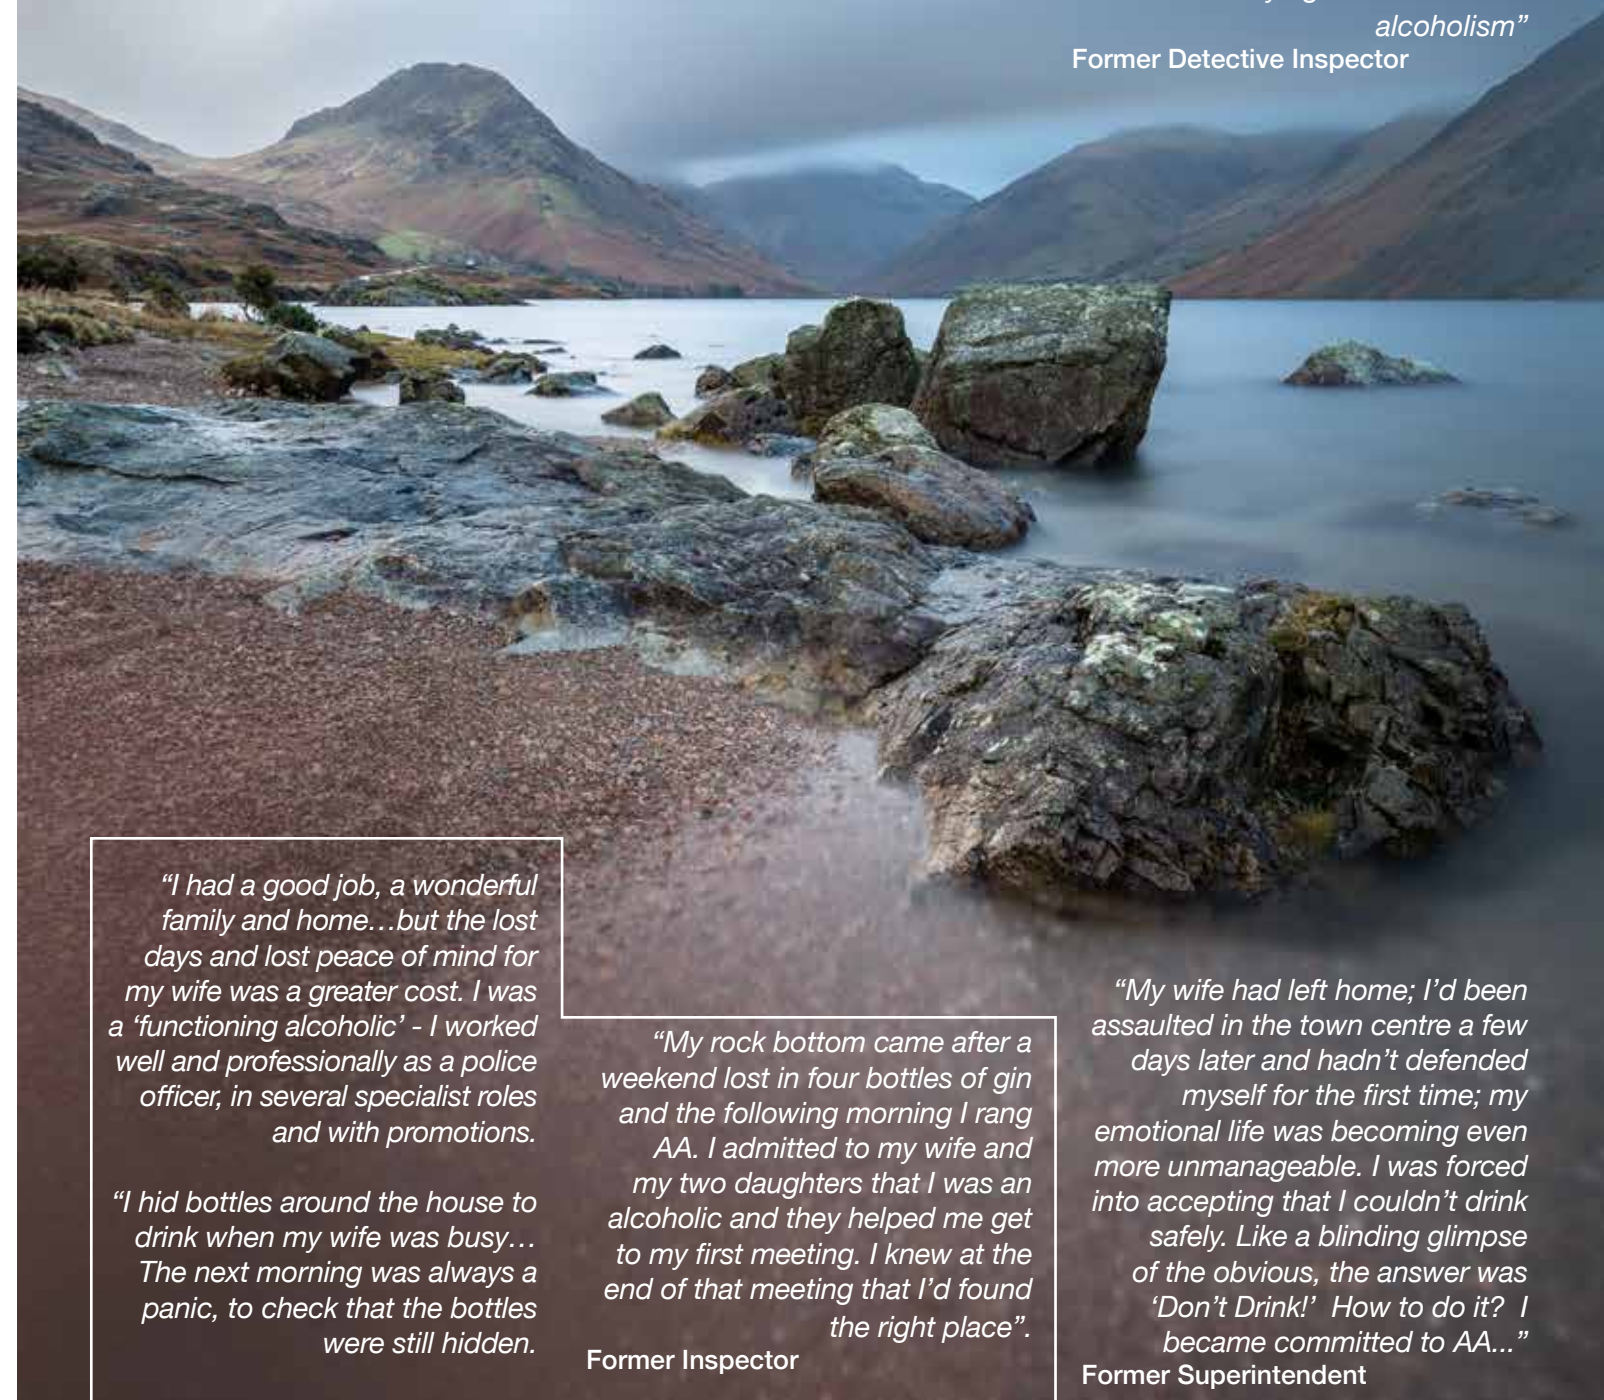 alcoholism”
Former Detective Inspector
“I had a good job, a wonderful
family and home…but the lost
days and lost peace of mind for
my wife was a greater cost. I was
a ‘functioning alcoholic’ - I worked
well and professionally as a police
officer, in several specialist roles
and with promotions.
“I hid bottles around the house to
drink when my wife was busy…
The next morning was always a
panic, to check that the bottles
were still hidden.
“My rock bottom came after a
weekend lost in four bottles of gin
and the following morning I rang
AA. I admitted to my wife and
my two daughters that I was an
alcoholic and they helped me get
to my first meeting. I knew at the
end of that meeting that I’d found
the right place”.
Former Inspector
“My wife had left home; I’d been
assaulted in the town centre a few
days later and hadn’t defended
myself for the first time; my
emotional life was becoming even
more unmanageable. I was forced
into accepting that I couldn’t drink
safely. Like a blinding glimpse
of the obvious, the answer was
‘Don’t Drink!’  How to do it?  I
became committed to AA...”
Former Superintendent